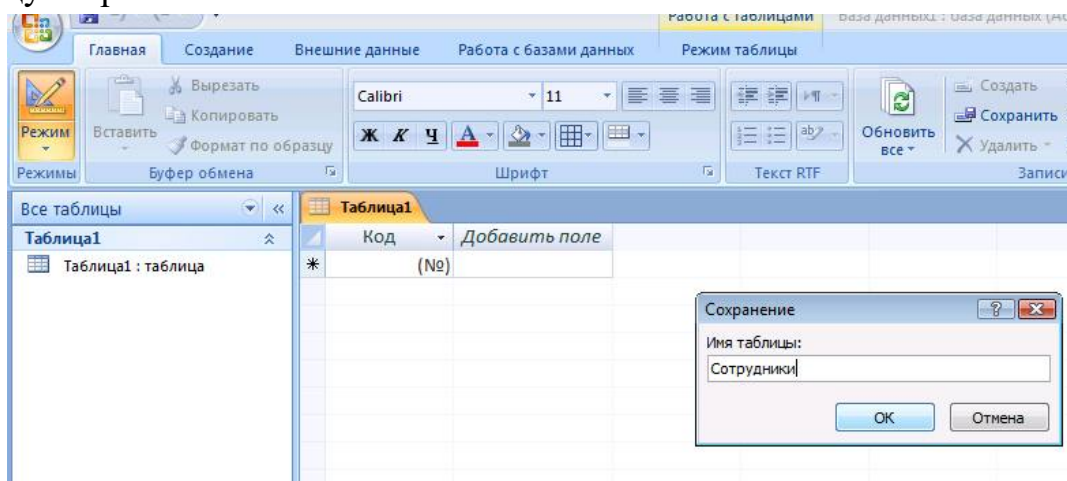 Работа с таблицами База данных1 : база данных (Ac
Главная Создание Внешние данные Работа с базами данных Режим таблицы
Режим
Вставить
Вырезать
Копировать
Формат по образцу
Calibri 11
Ж К Ч
Обновить все
Создать
Сохранить
Удалить
Режимы Буфер обмена Шрифт Текст RTF Записи
Все таблицы
Таблица1
Таблица1 : таблица
Таблица1
Код Добавить поле
(№)
Сохранение
Имя таблицы:
Сотрудники
ОК Отмена